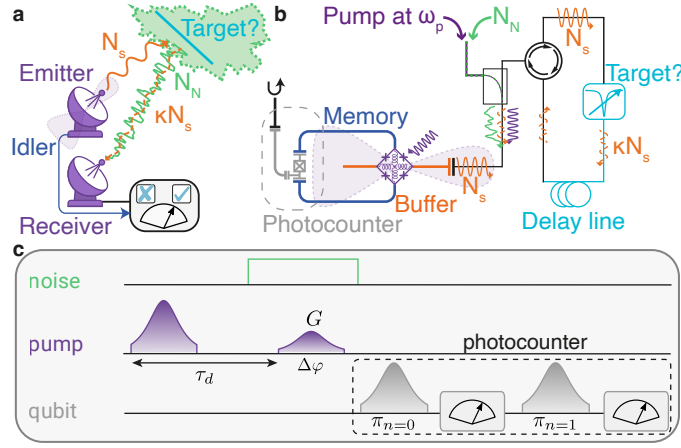 a
N_s
Target?
Emitter
N_N
κN_s
Idler
Receiver
b
Pump at ω_p
N_N
N_s
Target?
Memory
κN_s
Buffer
N_s
Photocounter
Delay line
c
noise
pump
G
photocounter
τ_d
Δφ
qubit
π_{n=0}
π_{n=1}